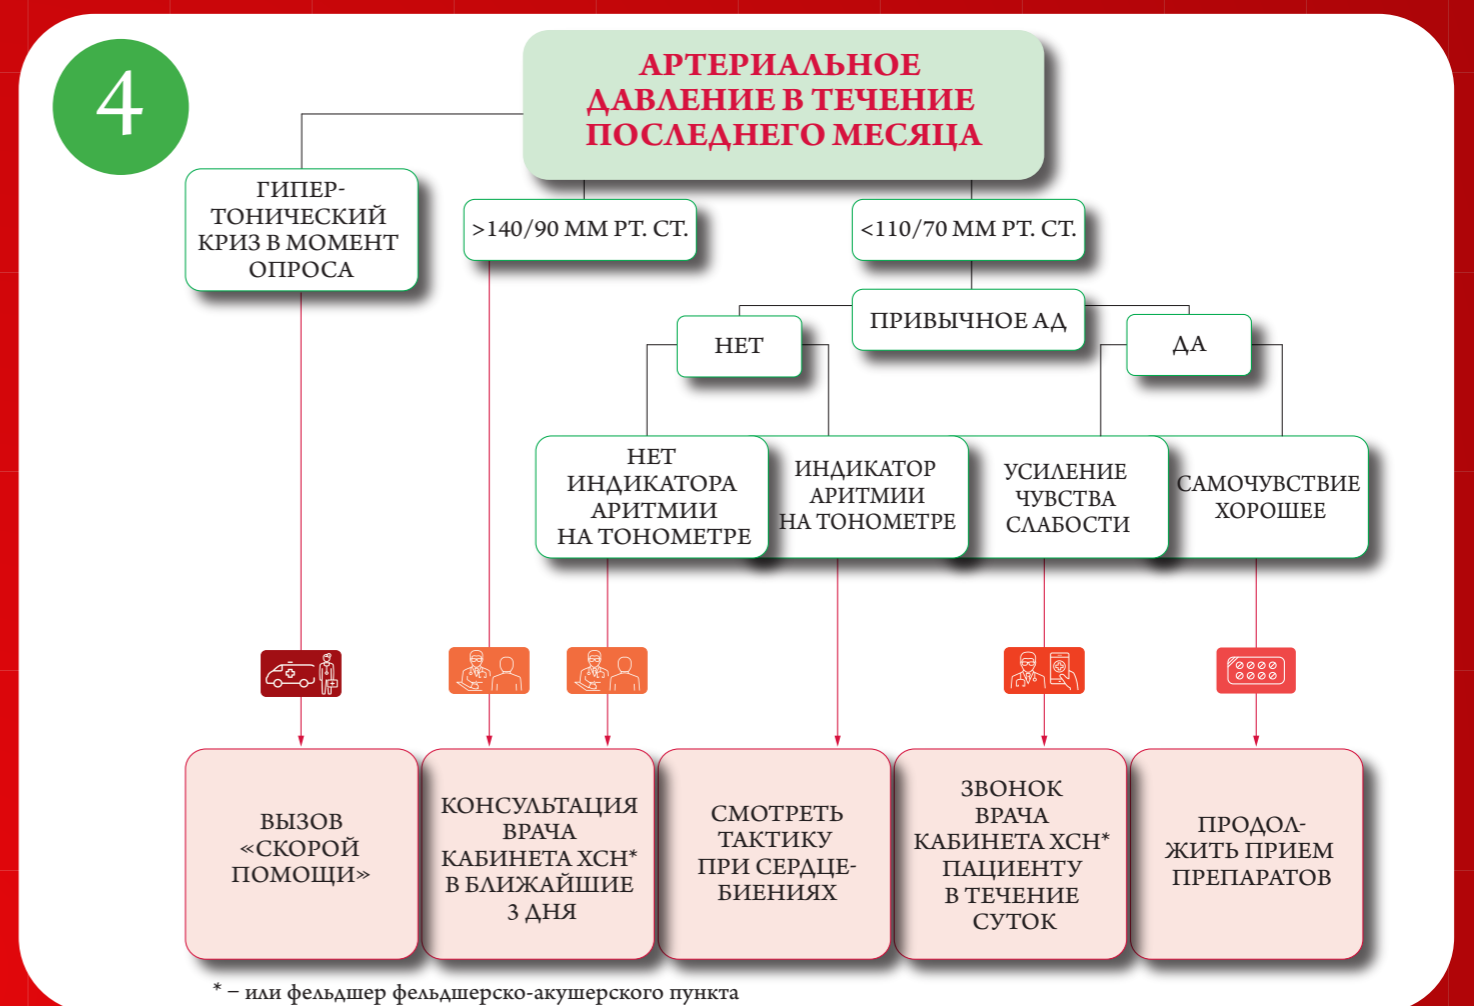 4
АРТЕРИАЛЬНОЕ
ДАВЛЕНИЕ В ТЕЧЕНИЕ
ПОСЛЕДНЕГО МЕСЯЦА
ГИПЕР-
ТОНИЧЕСКИЙ
КРИЗ В МОМЕНТ
ОПРОСА
>140/90 ММ РТ. СТ.
<110/70 ММ РТ. СТ.
ПРИВЫЧНОЕ АД
НЕТ
ДА
НЕТ
ИНДИКАТОРА
АРИТМИИ
НА ТОНОМЕТРЕ
ИНДИКАТОР
АРИТМИИ
НА ТОНОМЕТРЕ
УСИЛЕНИЕ
ЧУВСТВА
СЛАБОСТИ
САМОЧУВСТВИЕ
ХОРОШЕЕ
ВЫЗОВ
«СКОРОЙ
ПОМОЩИ»
КОНСУЛЬТАЦИЯ
ВРАЧА
КАБИНЕТА ХСН*
В БЛИЖАЙШИЕ
3 ДНЯ
СМОТРЕТЬ
ТАКТИКУ
ПРИ СЕРДЦЕ-
БИЕНИЯХ
ЗВОНОК
ВРАЧА
КАБИНЕТА ХСН*
ПАЦИЕНТУ
В ТЕЧЕНИЕ
СУТОК
ПРОДОЛ-
ЖИТЬ ПРИЕМ
ПРЕПАРАТОВ
* – или фельдшер фельдшерско-акушерского пункта